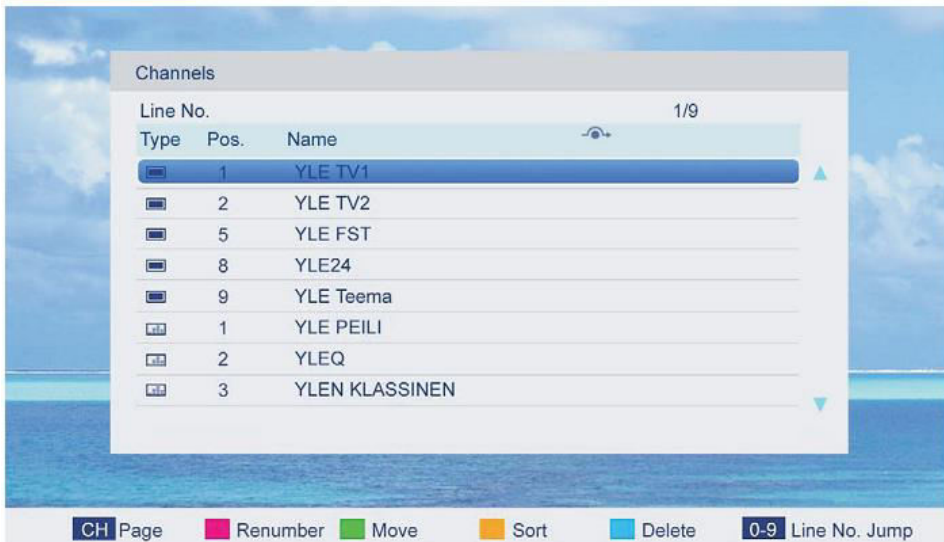 Channels
Line No. 1/9
Type Pos. Name
1 YLE TV1
2 YLE TV2
5 YLE FST
8 YLE24
9 YLE Teema
1 YLE PEILI
2 YLEQ
3 YLEN KLASSINEN
CH Page Renumber Move Sort Delete 0-9 Line No. Jump